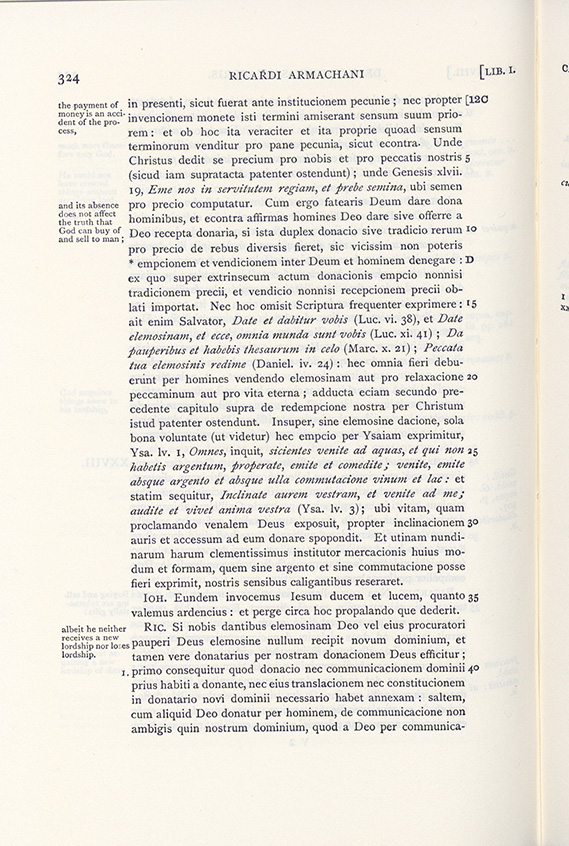 324
RICARDI ARMACHANI
[LIB. I.
the payment of
money is an acci-
dent of the pro-
cess,
and its absence
does not affect
the truth that
God can buy of
and sell to man;
albeit he neither
receives a new
lordship nor loses
lordship.
in presenti, sicut fuerat ante institucionem pecunie ; nec propter [12C
invencionem monete isti termini amiserant sensum suum prio-
rem : et ob hoc ita veraciter et ita proprie quoad sensum
terminorum venditur pro pane pecunia, sicut econtra. Unde
Christus dedit se precium pro nobis et pro peccatis nostris 5
(sicud iam supratacta patenter ostendunt) ; unde Genesis xlvii.
19, Eme nos in servitutem regiam, et prebe semina, ubi semen
pro precio computatur. Cum ergo fatearis Deum dare dona
hominibus, et econtra affirmas homines Deo dare sive offerre a
Deo recepta donaria, si ista duplex donacio sive tradicio rerum 10
pro precio de rebus diversis fieret, sic vicissim non poteris
* empcionem et vendicionem inter Deum et hominem denegare : D
ex quo super extrinsecum actum donacionis empcio nonnisi
tradicionem precii, et vendicio nonnisi recepcionem precii ob-
lati importat. Nec hoc omisit Scriptura frequenter exprimere : 15
ait enim Salvator, Date et dabitur vobis (Luc. vi. 38), et Date
elemosinam, et ecce, omnia munda sunt vobis (Luc. xi. 41) ; Da
pauperibus et habebis thesaurum in celo (Marc. x. 21) ; Peccata
tua elemosinis redime (Daniel. iv. 24) : hec omnia fieri debu-
erunt per homines vendendo elemosinam aut pro relaxacione 20
peccaminum aut pro vita eterna ; adducta eciam secundo pre-
cedente capitulo supra de redempcione nostra per Christum
istud patenter ostendunt. Insuper, sine elemosine dacione, sola
bona voluntate (ut videtur) hec empcio per Ysaiam exprimitur,
Ysa. lv. 1, Omnes, inquit, sicientes venite ad aquas, et qui non 25
habetis argentum, properate, emite et comedite ; venite, emite
absque argento et absque ulla commutacione vinum et lac : et
statim sequitur, Inclinate aurem vestram, et venite ad me ;
audite et vivet anima vestra (Ysa. lv. 3) ; ubi vitam, quam
proclamando venalem Deus exposuit, propter inclinacionem 30
auris et accessum ad eum donare spopondit. Et utinam nundi-
narum harum clementissimus institutor mercacionis huius mo-
dum et formam, quem sine argento et sine commutacione posse
fieri exprimit, nostris sensibus caligantibus reseraret.
IOH. Eundem invocemus Iesum ducem et lucem, quanto 35
valemus ardencius : et perge circa hoc propalando que dederit.
RIC. Si nobis dantibus elemosinam Deo vel eius procuratori
pauperi Deus elemosine nullum recipit novum dominium, et
tamen vere donatarius per nostram donacionem Deus efficitur ;
1. primo consequitur quod donacio nec communicacionem dominii 40
prius habiti a donante, nec eius translacionem nec constitucionem
in donatario novi dominii necessario habet annexam : saltem,
cum aliquid Deo donatur per hominem, de communicacione non
ambigis quin nostrum dominium, quod a Deo per communica-